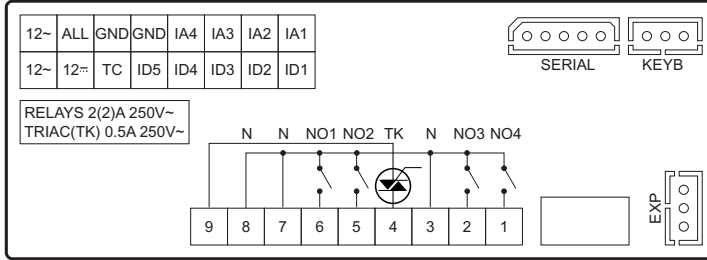 12~ ALL GND GND IA4 IA3 IA2 IA1
12~ 12⎓ TC ID5 ID4 ID3 ID2 ID1
SERIAL KEYB
RELAYS 2(2)A 250V~
TRIAC(TK) 0.5A 250V~
N N NO1 NO2 TK N NO3 NO4
9 8 7 6 5 4 3 2 1
EXP